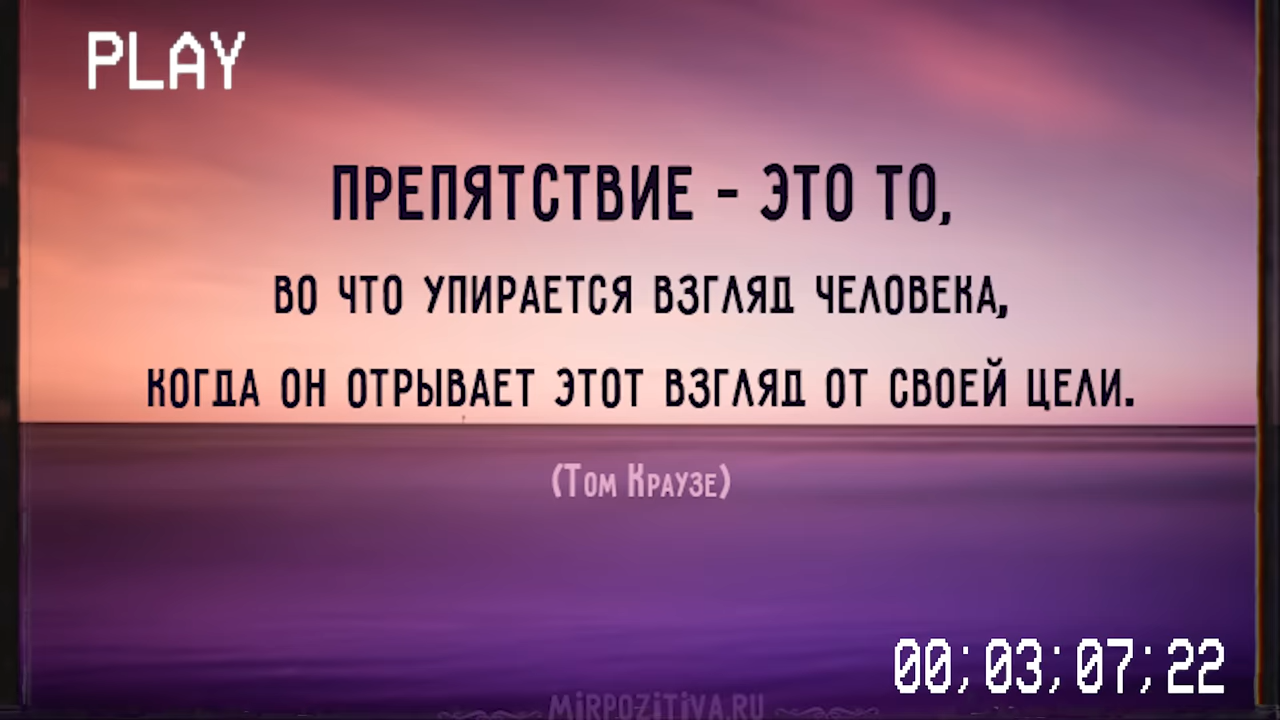 PLAY
ПРЕПЯТСТВИЕ - ЭТО ТО,
ВО ЧТО УПИРАЕТСЯ ВЗГЛЯД ЧЕЛОВЕКА,
КОГДА ОН ОТРЫВАЕТ ЭТОТ ВЗГЛЯД ОТ СВОЕЙ ЦЕЛИ.
(Том Краузе)
00;03;07;22
MiRPOZiTiVA.RU